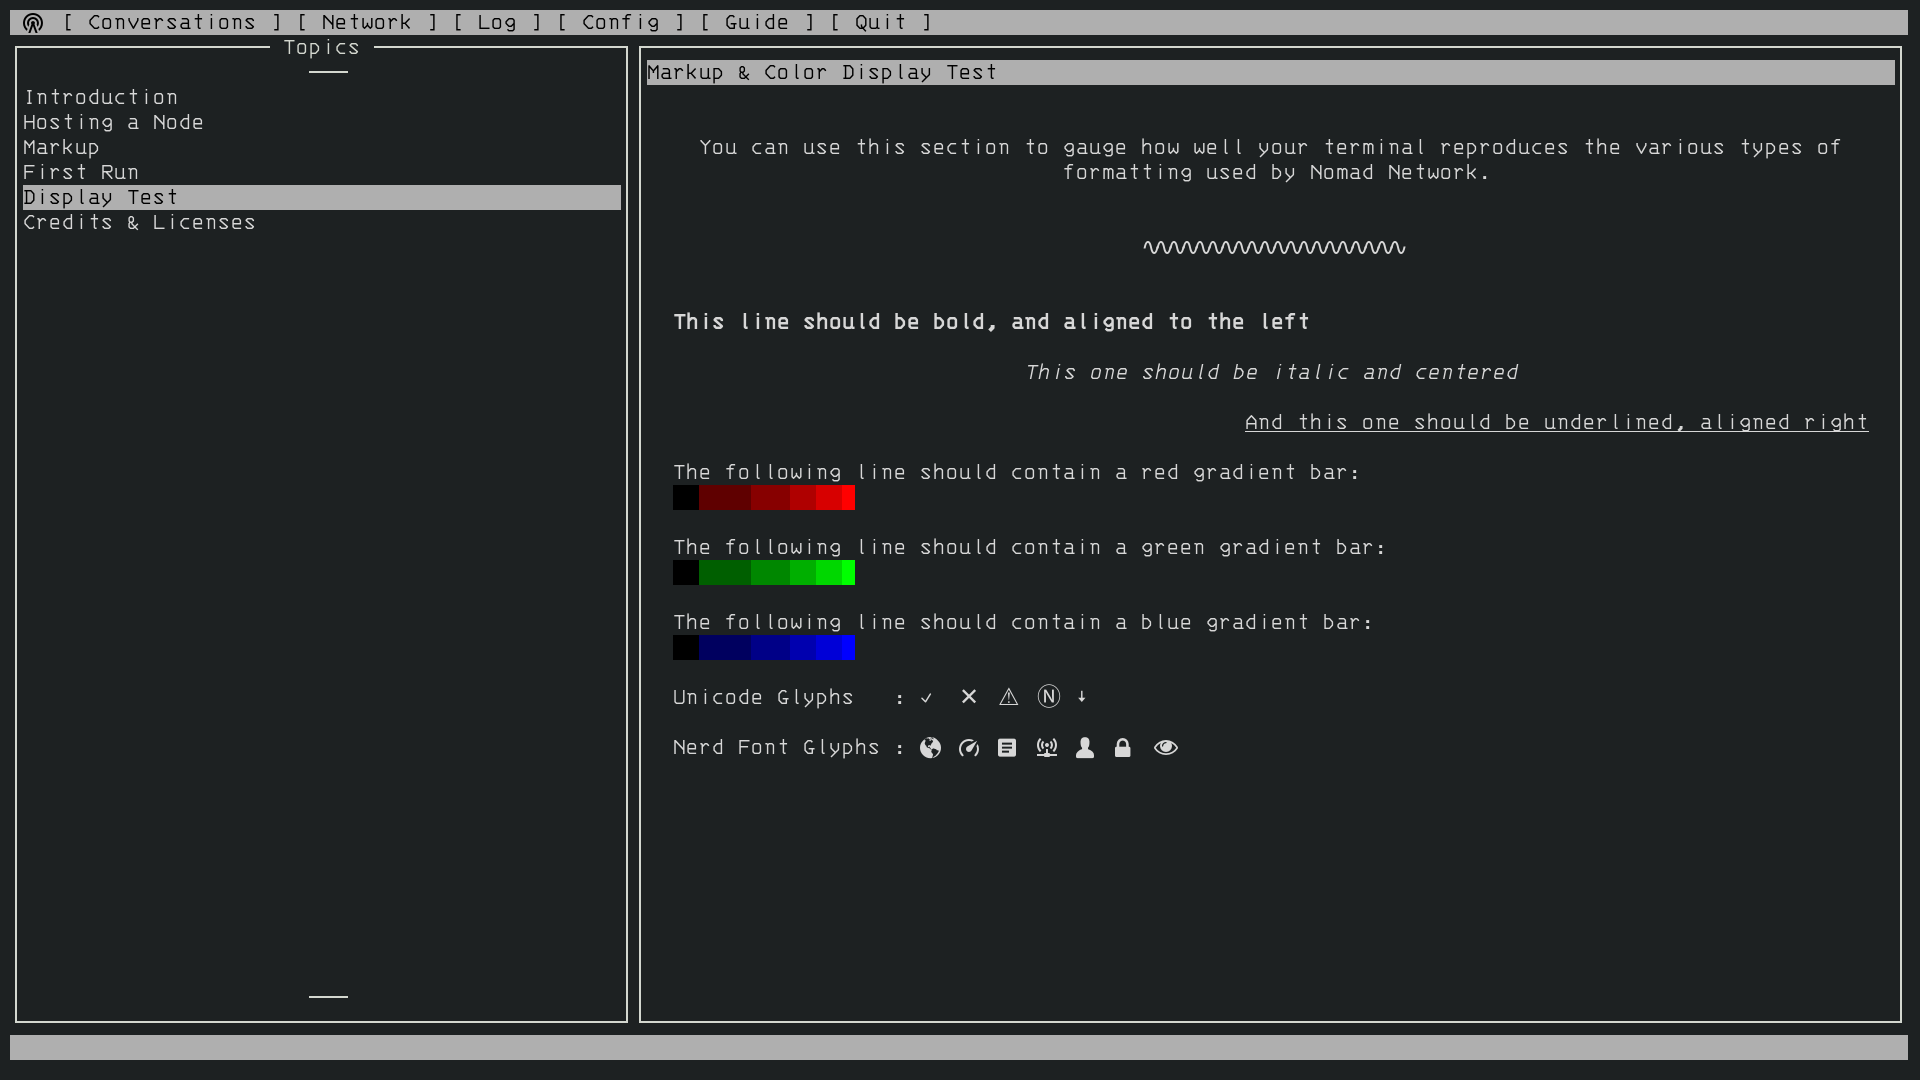 [ Conversations ] [ Network ] [ Log ] [ Config ] [ Guide ] [ Quit ]
Topics
Introduction
Hosting a Node
Markup
First Run
Display Test
Credits & Licenses
Markup & Color Display Test
You can use this section to gauge how well your terminal reproduces the various types of
formatting used by Nomad Network.
This line should be bold, and aligned to the left
This one should be italic and centered
And this one should be underlined, aligned right
The following line should contain a red gradient bar:
The following line should contain a green gradient bar:
The following line should contain a blue gradient bar:
Unicode Glyphs : ✓ ✕ ⚠ Ⓝ ↓
Nerd Font Glyphs :